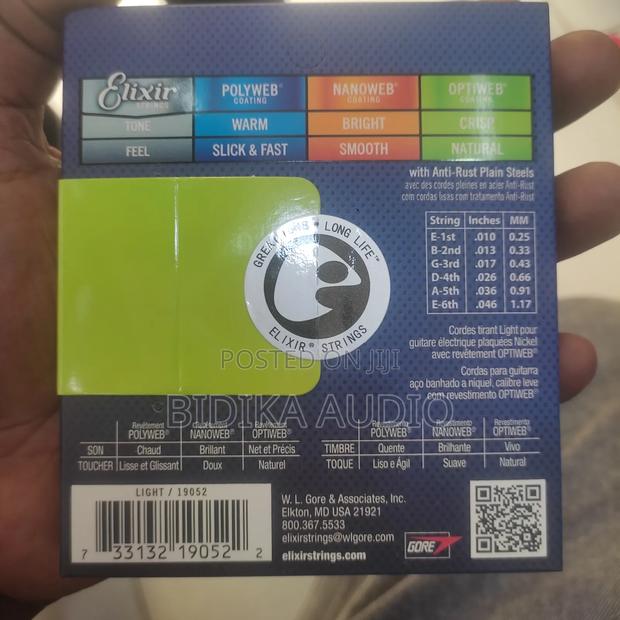 Elixir STRINGS POLYWEB® COATING NANOWEB® COATING OPTIWEB® COATING
TONE WARM BRIGHT CRISP
FEEL SLICK & FAST SMOOTH NATURAL
with Anti-Rust Plain Steels
avec des cordes pleines en acier Anti-Rust
com cordas lisas com tratamento Anti-Rust
String Inches MM
E-1st .010 0.25
B-2nd .013 0.33
G-3rd .017 0.43
D-4th .026 0.66
A-5th .036 0.91
E-6th .046 1.17
GREAT TONE • LONG LIFE™
ELIXIR® STRINGS
Cordes tirant Light pour
guitare électrique plaquées Nickel
avec revêtement OPTIWEB®
Cordas para guitarra
aço banhado a níquel, calibre leve
com revestimento OPTIWEB®
POSTED ON JIJI
BIDIKA AUDIO
Revêtement POLYWEB® Revêtement NANOWEB® Revêtement OPTIWEB®
SON Chaud Brillant Net et Précis
TOUCHER Lisse et Glissant Doux Naturel
Revestimento POLYWEB® Revestimento NANOWEB® Revestimento OPTIWEB®
TIMBRE Quente Brilhante Vivo
TOQUE Liso e Ágil Suave Natural
LIGHT / 19052
7 33132 19052 2
W. L. Gore & Associates, Inc.
Elkton, MD USA 21921
800.367.5533
elixirstrings@wlgore.com
elixirstrings.com
GORE